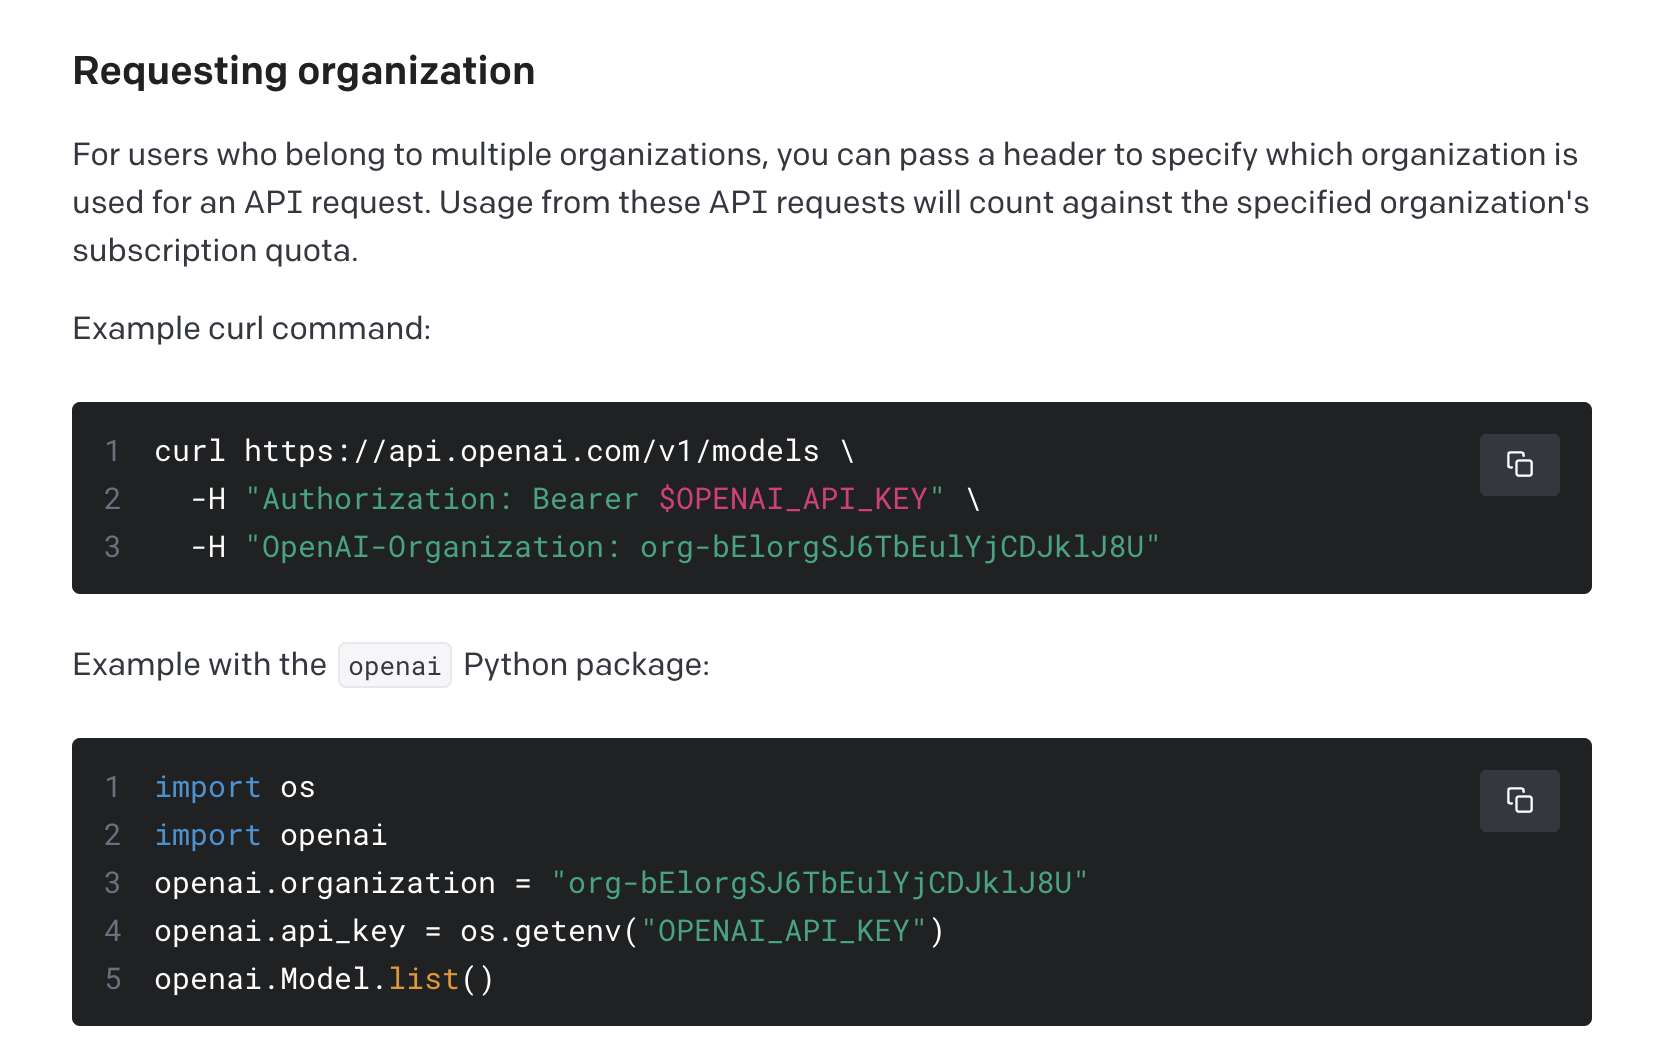 Requesting organization
For users who belong to multiple organizations, you can pass a header to specify which organization is
used for an API request. Usage from these API requests will count against the specified organization's
subscription quota.
Example curl command:
1 curl https://api.openai.com/v1/models \
2 -H "Authorization: Bearer $OPENAI_API_KEY" \
3 -H "OpenAI-Organization: org-bElorgSJ6TbEulYjCDJklJ8U"
Example with the openai Python package:
1 import os
2 import openai
3 openai.organization = "org-bElorgSJ6TbEulYjCDJklJ8U"
4 openai.api_key = os.getenv("OPENAI_API_KEY")
5 openai.Model.list()